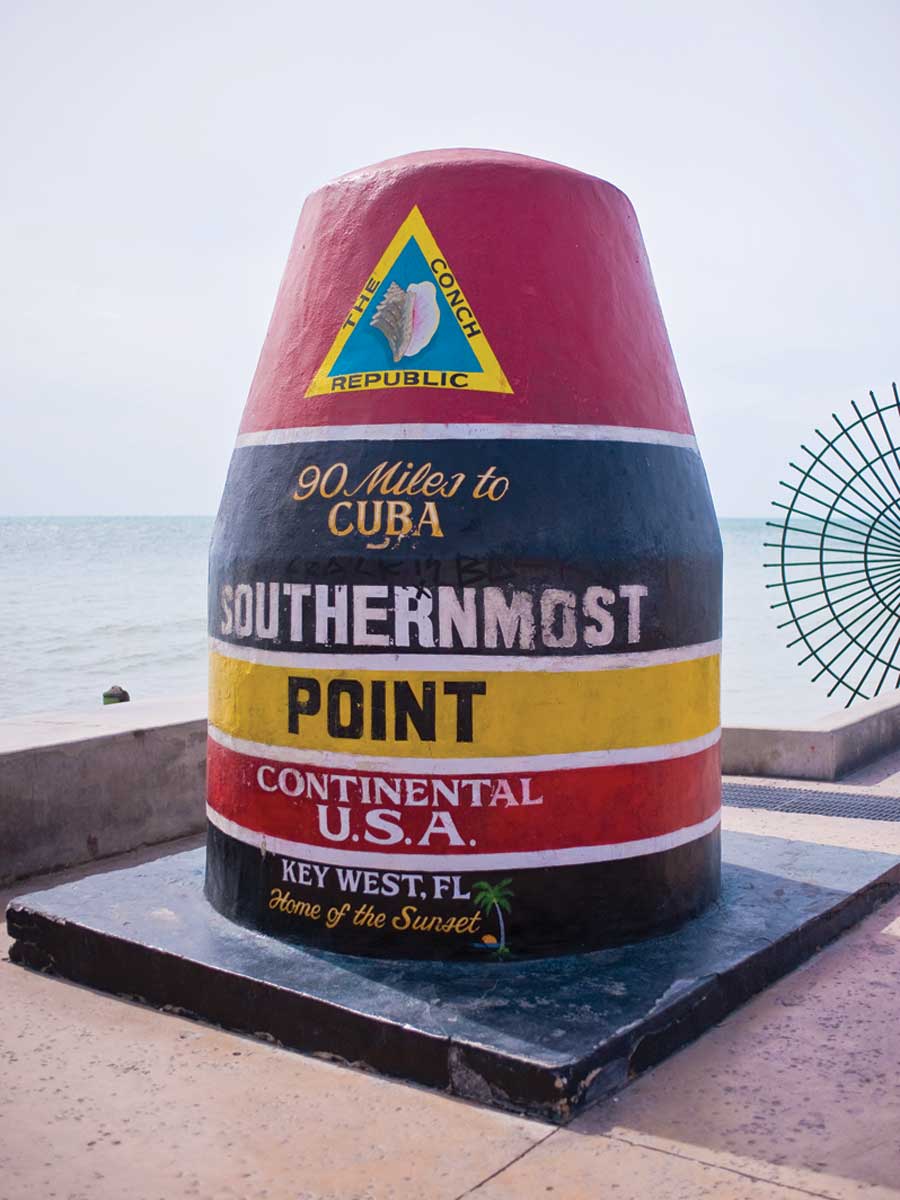 THE CONCH
REPUBLIC
90 Miles to
CUBA
SOUTHERNMOST
POINT
CONTINENTAL
U.S.A.
KEY WEST, FL
Home of the Sunset